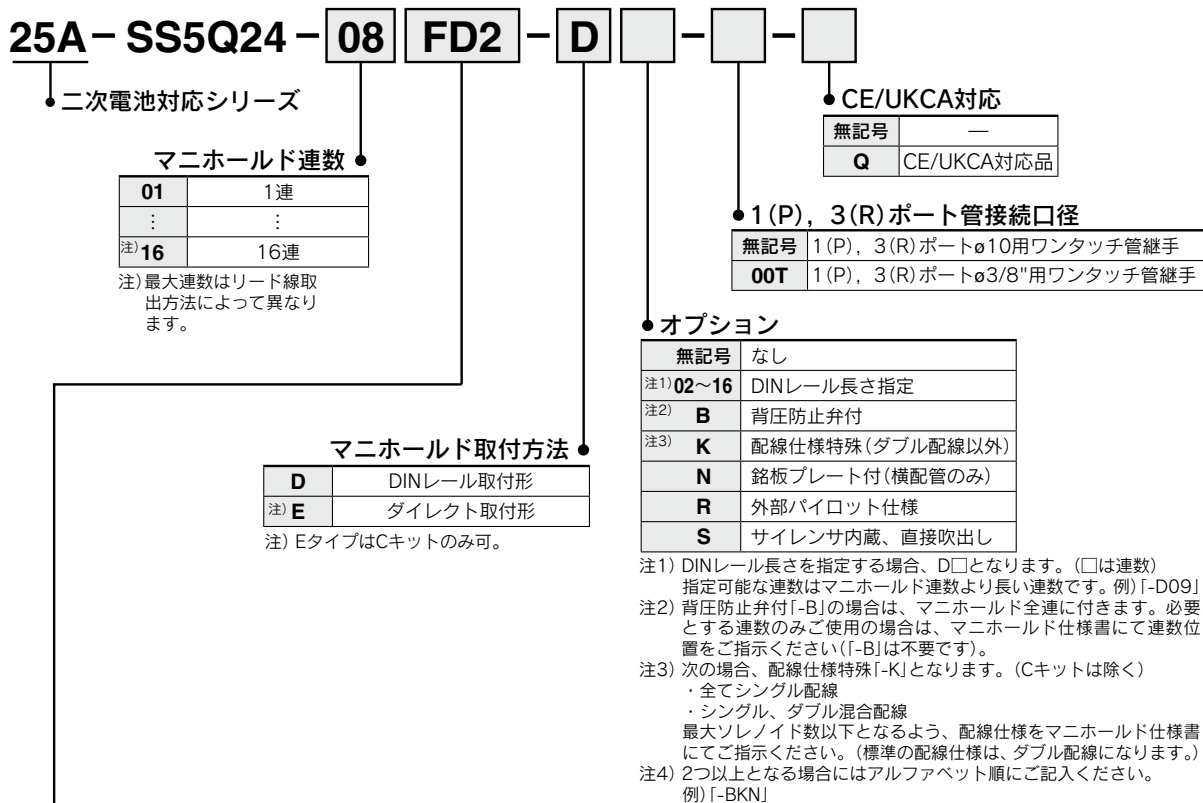 25A − SS5Q24 − 08 FD2 − D □ − □ − □
二次電池対応シリーズ
CE/UKCA対応
無記号 —
Q CE/UKCA対応品
マニホールド連数
01 1連
⋮ ⋮
注)16 16連
注)最大連数はリード線取
出方法によって異なり
ます。
1(P)，3(R)ポート管接続口径
無記号 1(P)，3(R)ポートø10用ワンタッチ管継手
00T 1(P)，3(R)ポートø3/8"用ワンタッチ管継手
オプション
無記号 なし
注1)02〜16 DINレール長さ指定
注2) B 背圧防止弁付
注3) K 配線仕様特殊(ダブル配線以外)
N 銘板プレート付(横配管のみ)
R 外部パイロット仕様
S サイレンサ内蔵、直接吹出し
マニホールド取付方法
D DINレール取付形
注) E ダイレクト取付形
注) EタイプはCキットのみ可。
注1) DINレール長さを指定する場合、D□となります。(□は連数)
指定可能な連数はマニホールド連数より長い連数です。例)「-D09」
注2) 背圧防止弁付「-B」の場合は、マニホールド全連に付きます。必要
とする連数のみご使用の場合は、マニホールド仕様書にて連数位
置をご指示ください(「-B」は不要です)。
注3) 次の場合、配線仕様特殊「-K」となります。(Cキットは除く)
・全てシングル配線
・シングル、ダブル混合配線
最大ソレノイド数以下となるよう、配線仕様をマニホールド仕様書
にてご指示ください。(標準の配線仕様は、ダブル配線になります。)
注4) 2つ以上となる場合にはアルファベット順にご記入ください。
例)「-BKN」